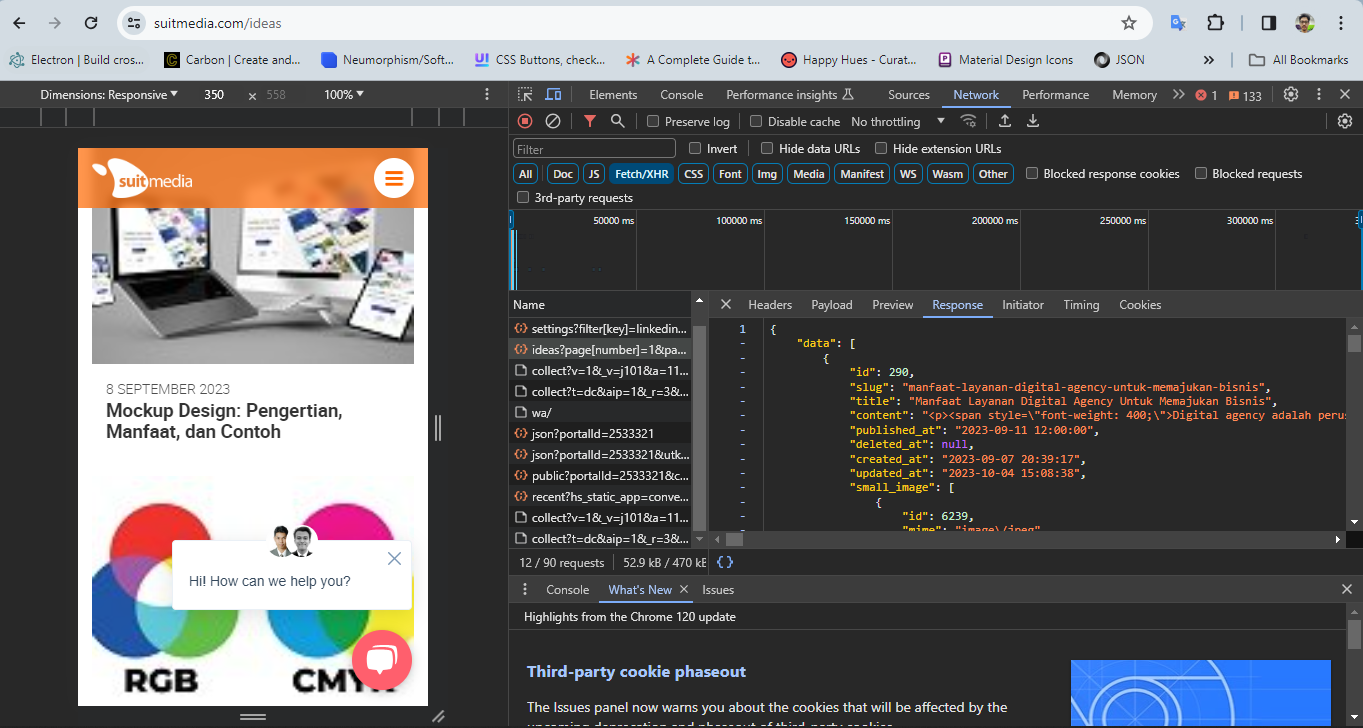 suitmedia.com/ideas
Electron | Build cros...
Carbon | Create and...
Neumorphism/Soft...
CSS Buttons, check...
A Complete Guide t...
Happy Hues - Curat...
Material Design Icons
JSON
»
All Bookmarks
Dimensions: Responsive
350
×
558
100%
suitmedia
8 SEPTEMBER 2023
Mockup Design: Pengertian,
Manfaat, dan Contoh
Hi! How can we help you?
RGB
Elements
Console
Performance insights
Sources
Network
Performance
Memory
»
1
133
Preserve log
Disable cache
No throttling
Filter
Invert
Hide data URLs
Hide extension URLs
All
Doc
JS
Fetch/XHR
CSS
Font
Img
Media
Manifest
WS
Wasm
Other
Blocked response cookies
Blocked requests
3rd-party requests
50000 ms
100000 ms
150000 ms
200000 ms
250000 ms
300000 ms
Name
settings?filter[key]=linkedin...
ideas?page[number]=1&pa...
collect?v=1&_v=j101&a=11...
collect?t=dc&aip=1&_r=3&...
wa/
json?portalId=2533321
json?portalId=2533321&utk...
public?portalId=2533321&c...
recent?hs_static_app=conve...
collect?v=1&_v=j101&a=11...
collect?t=dc&aip=1&_r=3&...
12 / 90 requests
52.9 kB / 470 kB
Headers
Payload
Preview
Response
Initiator
Timing
Cookies
1
{
"data": [
{
"id": 290,
"slug": "manfaat-layanan-digital-agency-untuk-memajukan-bisnis",
"title": "Manfaat Layanan Digital Agency Untuk Memajukan Bisnis",
"content": "<p><span style=\"font-weight: 400;\">Digital agency adalah peru
"published_at": "2023-09-11 12:00:00",
"deleted_at": null,
"created_at": "2023-09-07 20:39:17",
"updated_at": "2023-10-04 15:08:38",
"small_image": [
{
"id": 6239,
"mime": "image\/jpeg"
{ }
Console
What's New
Issues
Highlights from the Chrome 120 update
Third-party cookie phaseout
The Issues panel now warns you about the cookies that will be affected by the